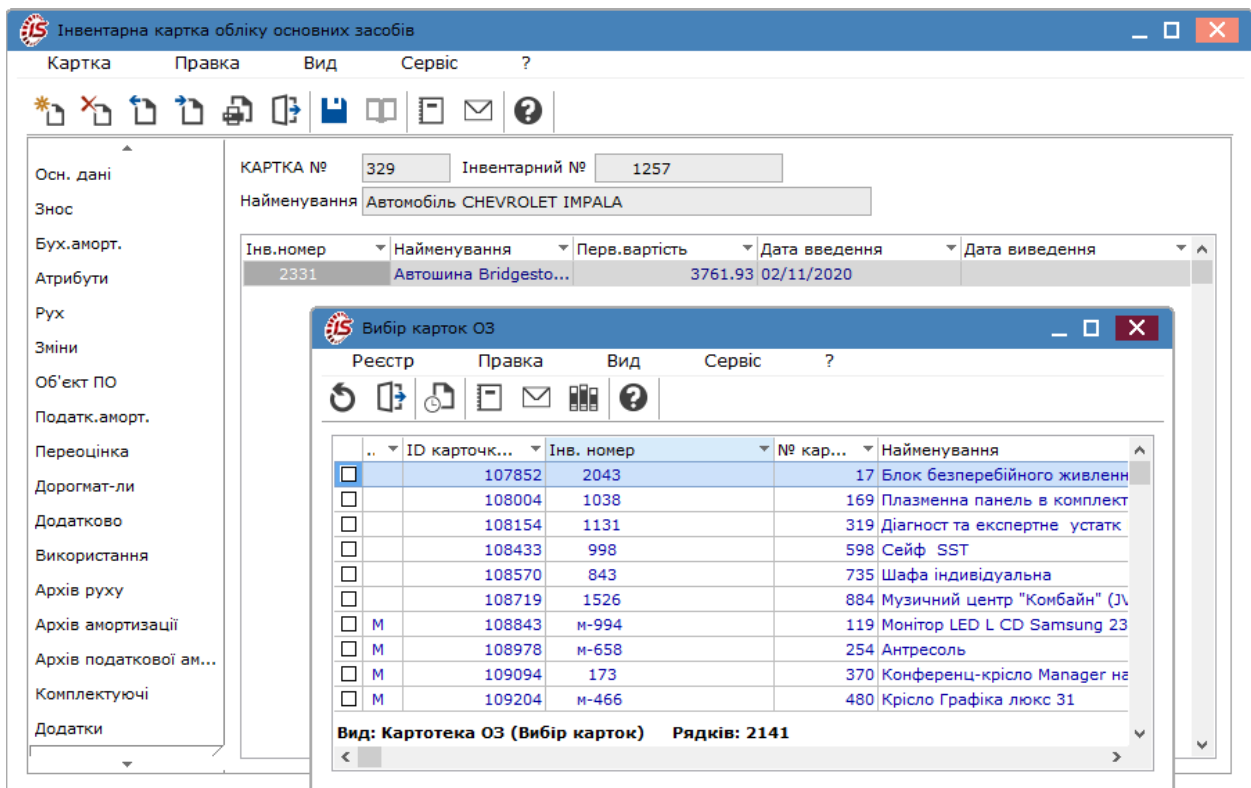 Інвентарна картка обліку основних засобів
Картка Правка Вид Сервіс ?
Осн. дані
Знос
Бух.аморт.
Атрибути
Рух
Зміни
Об'єкт ПО
Податк.аморт.
Переоцінка
Дорогмат-ли
Додатково
Використання
Архів руху
Архів амортизації
Архів податкової ам...
Комплектуючі
Додатки
КАРТКА № 329 Інвентарний № 1257
Найменування Автомобіль CHEVROLET IMPALA
Інв.номер Найменування Перв.вартість Дата введення Дата виведення
2331 Автошина Bridgesto... 3761.93 02/11/2020
Вибір карток ОЗ
Реєстр Правка Вид Сервіс ?
.. ID карточк... Інв. номер № кар... Найменування
107852 2043 17 Блок безперебійного живленн
108004 1038 169 Плазменна панель в комплект
108154 1131 319 Діагност та експертне устатк
108433 998 598 Сейф SST
108570 843 735 Шафа індивідуальна
108719 1526 884 Музичний центр "Комбайн" (JV
М 108843 м-994 119 Монітор LED L CD Samsung 23
М 108978 м-658 254 Антресоль
М 109094 173 370 Конференц-крісло Manager на
М 109204 м-466 480 Крісло Графіка люкс 31
Вид: Картотека ОЗ (Вибір карток) Рядків: 2141